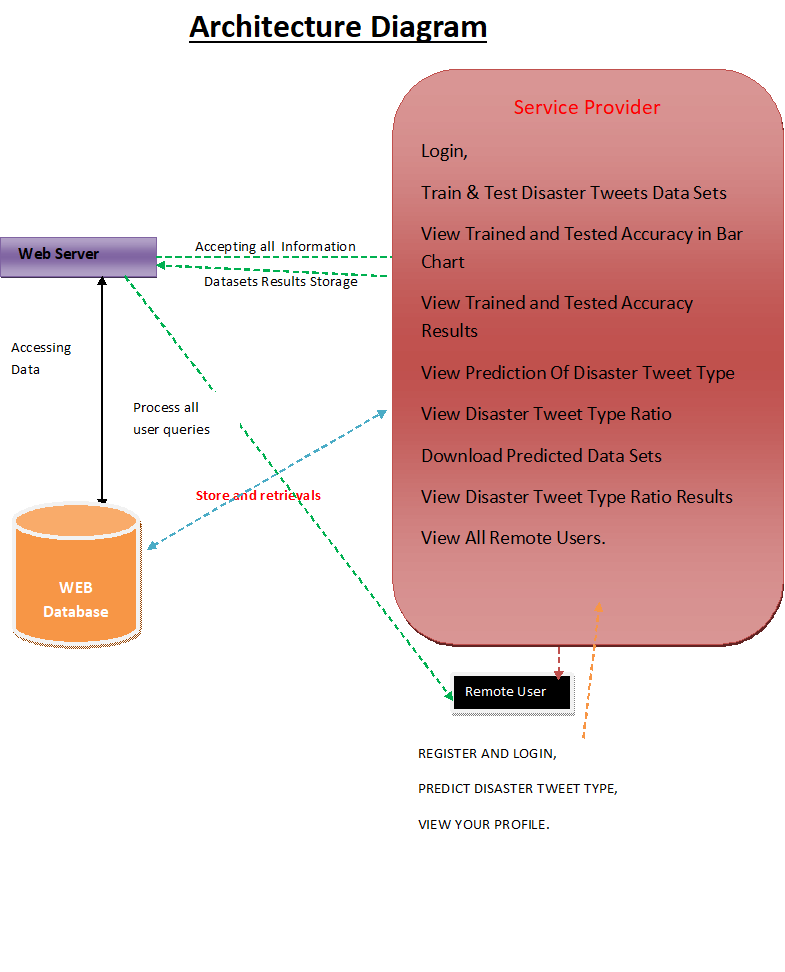 Architecture Diagram
Service Provider
Login,
Train & Test Disaster Tweets Data Sets
View Trained and Tested Accuracy in Bar
Chart
View Trained and Tested Accuracy
Results
View Prediction Of Disaster Tweet Type
View Disaster Tweet Type Ratio
Download Predicted Data Sets
View Disaster Tweet Type Ratio Results
View All Remote Users.
Web Server
Accepting all Information
Datasets Results Storage
Accessing
Data
Process all
user queries
Store and retrievals
WEB
Database
Remote User
REGISTER AND LOGIN,
PREDICT DISASTER TWEET TYPE,
VIEW YOUR PROFILE.